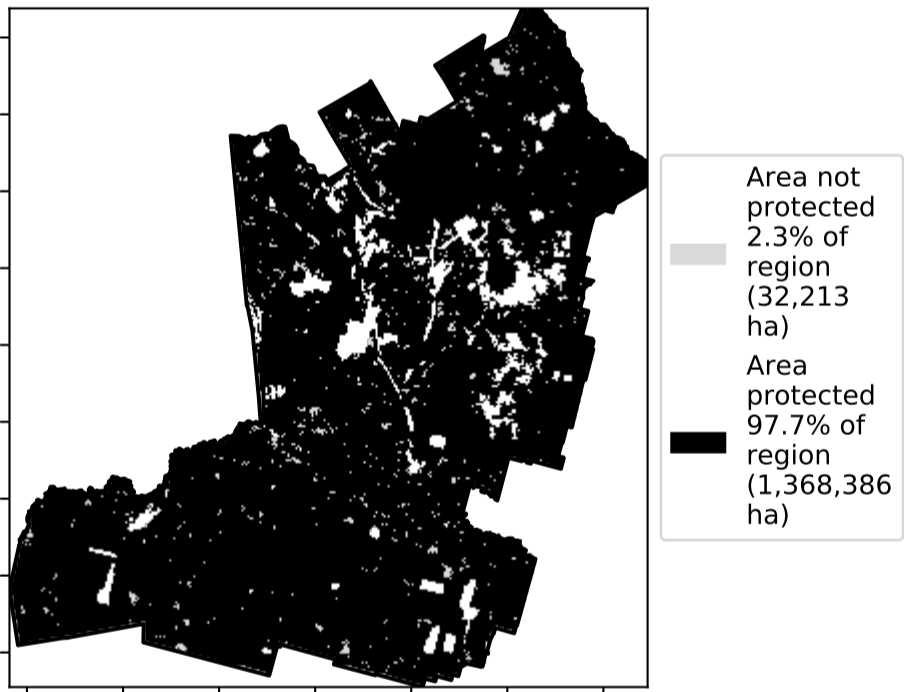 Area not
protected
2.3% of
region
(32,213
ha)
Area
protected
97.7% of
region
(1,368,386
ha)